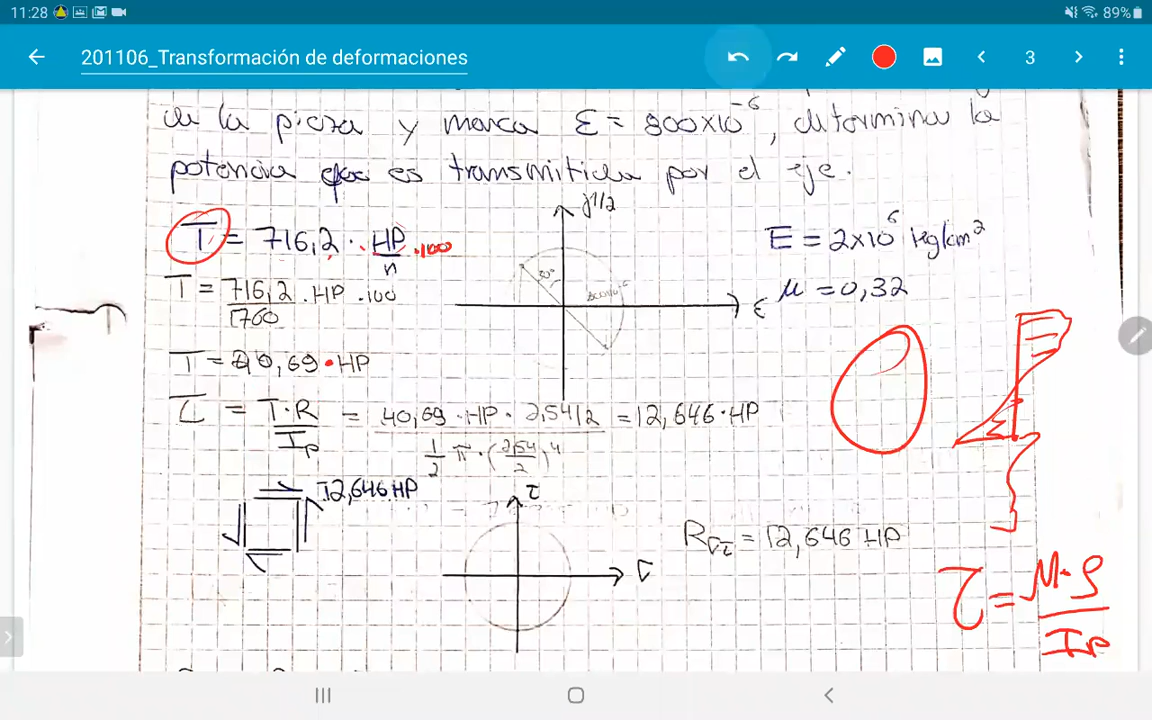 11:28 89%
201106_Transformación de deformaciones 3
de la pieza y marca ε = 800x10⁻⁶, determina la
potencia que es transmitida por el eje.
T = 716,2 · HP/n · 100
γ/2
E = 2x10⁶ kg/cm²
T = 716,2/1760 · HP · 100
ε
μ = 0,32
T = 40,69 · HP
τ = T·R/Ip = 40,69 · HP · 2,54/2 / ½ π · (2,54/2)⁴ = 12,646 · HP
12,646 HP
τ
σ
Rστ = 12,646 HP
τ = M·ρ/Ip